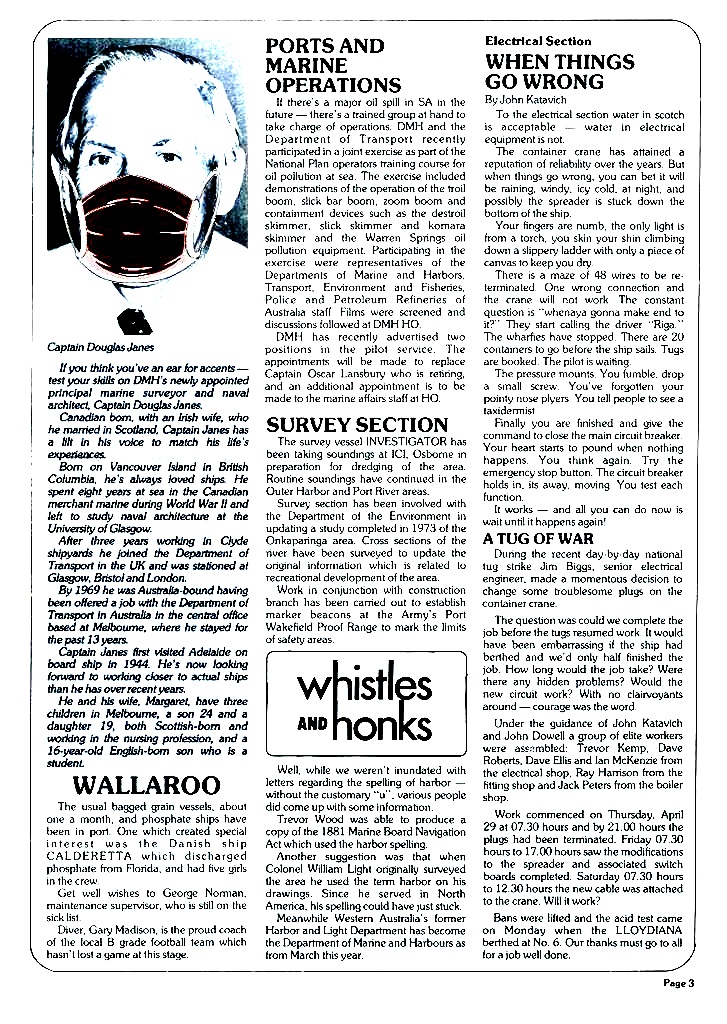 Captain Douglas Janes
If you think you've an ear for accents —
test your skills on DMH's newly appointed
principal marine surveyor and naval
architect, Captain Douglas Janes.
Canadian born, with an Irish wife, who
he married in Scotland, Captain Janes has
a lilt in his voice to match his life's
experiences.
Born on Vancouver Island in British
Columbia, he's always loved ships. He
spent eight years at sea in the Canadian
merchant marine during World War II and
left to study naval architecture at the
University of Glasgow.
After three years working in Clyde
shipyards he joined the Department of
Transport in the UK and was stationed at
Glasgow, Bristol and London.
By 1969 he was Australia-bound having
been offered a job with the Department of
Transport in Australia in the central office
based at Melbourne, where he stayed for
the past 13 years.
Captain Janes first visited Adelaide on
board ship in 1944. He's now looking
forward to working closer to actual ships
than he has over recent years.
He and his wife, Margaret, have three
children in Melbourne, a son 24 and a
daughter 19, both Scottish-born and
working in the nursing profession, and a
16-year-old English-born son who is a
student.
WALLAROO
The usual bagged grain vessels, about
one a month, and phosphate ships have
been in port. One which created special
interest was the Danish ship
CALDERETTA which discharged
phosphate from Florida, and had five girls
in the crew.
Get well wishes to George Norman,
maintenance supervisor, who is still on the
sick list.
Diver, Gary Madison, is the proud coach
of the local B grade football team which
hasn't lost a game at this stage.
PORTS AND
MARINE
OPERATIONS
If there's a major oil spill in SA in the
future — there's a trained group at hand to
take charge of operations. DMH and the
Department of Transport recently
participated in a joint exercise as part of the
National Plan operators training course for
oil pollution at sea. The exercise included
demonstrations of the operation of the troil
boom, slick bar boom, zoom boom and
containment devices such as the destroil
skimmer, slick skimmer and komara
skimmer and the Warren Springs oil
pollution equipment. Participating in the
exercise were representatives of the
Departments of Marine and Harbors,
Transport, Environment and Fisheries,
Police and Petroleum Refineries of
Australia staff. Films were screened and
discussions followed at DMH HQ.
DMH has recently advertised two
positions in the pilot service. The
appointments will be made to replace
Captain Oscar Lansbury who is retiring,
and an additional appointment is to be
made to the marine affairs staff at HQ.
SURVEY SECTION
The survey vessel INVESTIGATOR has
been taking soundings at ICI, Osborne in
preparation for dredging of the area.
Routine soundings have continued in the
Outer Harbor and Port River areas.
Survey section has been involved with
the Department of the Environment in
updating a study completed in 1973 of the
Onkaparinga area. Cross sections of the
river have been surveyed to update the
original information which is related to
recreational development of the area.
Work in conjunction with construction
branch has been carried out to establish
marker beacons at the Army's Port
Wakefield Proof Range to mark the limits
of safety areas.
whistles
AND honks
Well, while we weren't inundated with
letters regarding the spelling of harbor —
without the customary "u", various people
did come up with some information.
Trevor Wood was able to produce a
copy of the 1881 Marine Board Navigation
Act which used the harbor spelling.
Another suggestion was that when
Colonel William Light originally surveyed
the area he used the term harbor on his
drawings. Since he served in North
America, his spelling could have just stuck.
Meanwhile Western Australia's former
Harbor and Light Department has become
the Department of Marine and Harbours as
from March this year.
Electrical Section
WHEN THINGS
GO WRONG
By John Katavich
To the electrical section water in scotch
is acceptable — water in electrical
equipment is not.
The container crane has attained a
reputation of reliability over the years. But
when things go wrong, you can bet it will
be raining, windy, icy cold, at night, and
possibly the spreader is stuck down the
bottom of the ship.
Your fingers are numb, the only light is
from a torch, you skin your shin climbing
down a slippery ladder with only a piece of
canvas to keep you dry.
There is a maze of 48 wires to be re-
terminated. One wrong connection and
the crane will not work. The constant
question is "whenaya gonna make end to
it?" They start calling the driver "Riga."
The wharfies have stopped. There are 20
containers to go before the ship sails. Tugs
are booked. The pilot is waiting.
The pressure mounts. You fumble, drop
a small screw. You've forgotten your
pointy nose plyers. You tell people to see a
taxidermist.
Finally you are finished and give the
command to close the main circuit breaker.
Your heart starts to pound when nothing
happens. You think again. Try the
emergency stop button. The circuit breaker
holds in, its away, moving. You test each
function.
It works — and all you can do now is
wait until it happens again!
A TUG OF WAR
During the recent day-by-day national
tug strike Jim Biggs, senior electrical
engineer, made a momentous decision to
change some troublesome plugs on the
container crane.
The question was could we complete the
job before the tugs resumed work. It would
have been embarrassing if the ship had
berthed and we'd only half finished the
job. How long would the job take? Were
there any hidden problems? Would the
new circuit work? With no clairvoyants
around — courage was the word.
Under the guidance of John Katavich
and John Dowell a group of elite workers
were assembled: Trevor Kemp, Dave
Roberts, Dave Ellis and Ian McKenzie from
the electrical shop, Ray Harrison from the
fitting shop and Jack Peters from the boiler
shop.
Work commenced on Thursday, April
29 at 07.30 hours and by 21.00 hours the
plugs had been terminated. Friday 07.30
hours to 17.00 hours saw the modifications
to the spreader and associated switch
boards completed. Saturday 07.30 hours
to 12.30 hours the new cable was attached
to the crane. Will it work?
Bans were lifted and the acid test came
on Monday when the LLOYDIANA
berthed at No. 6. Our thanks must go to all
for a job well done.
Page 3